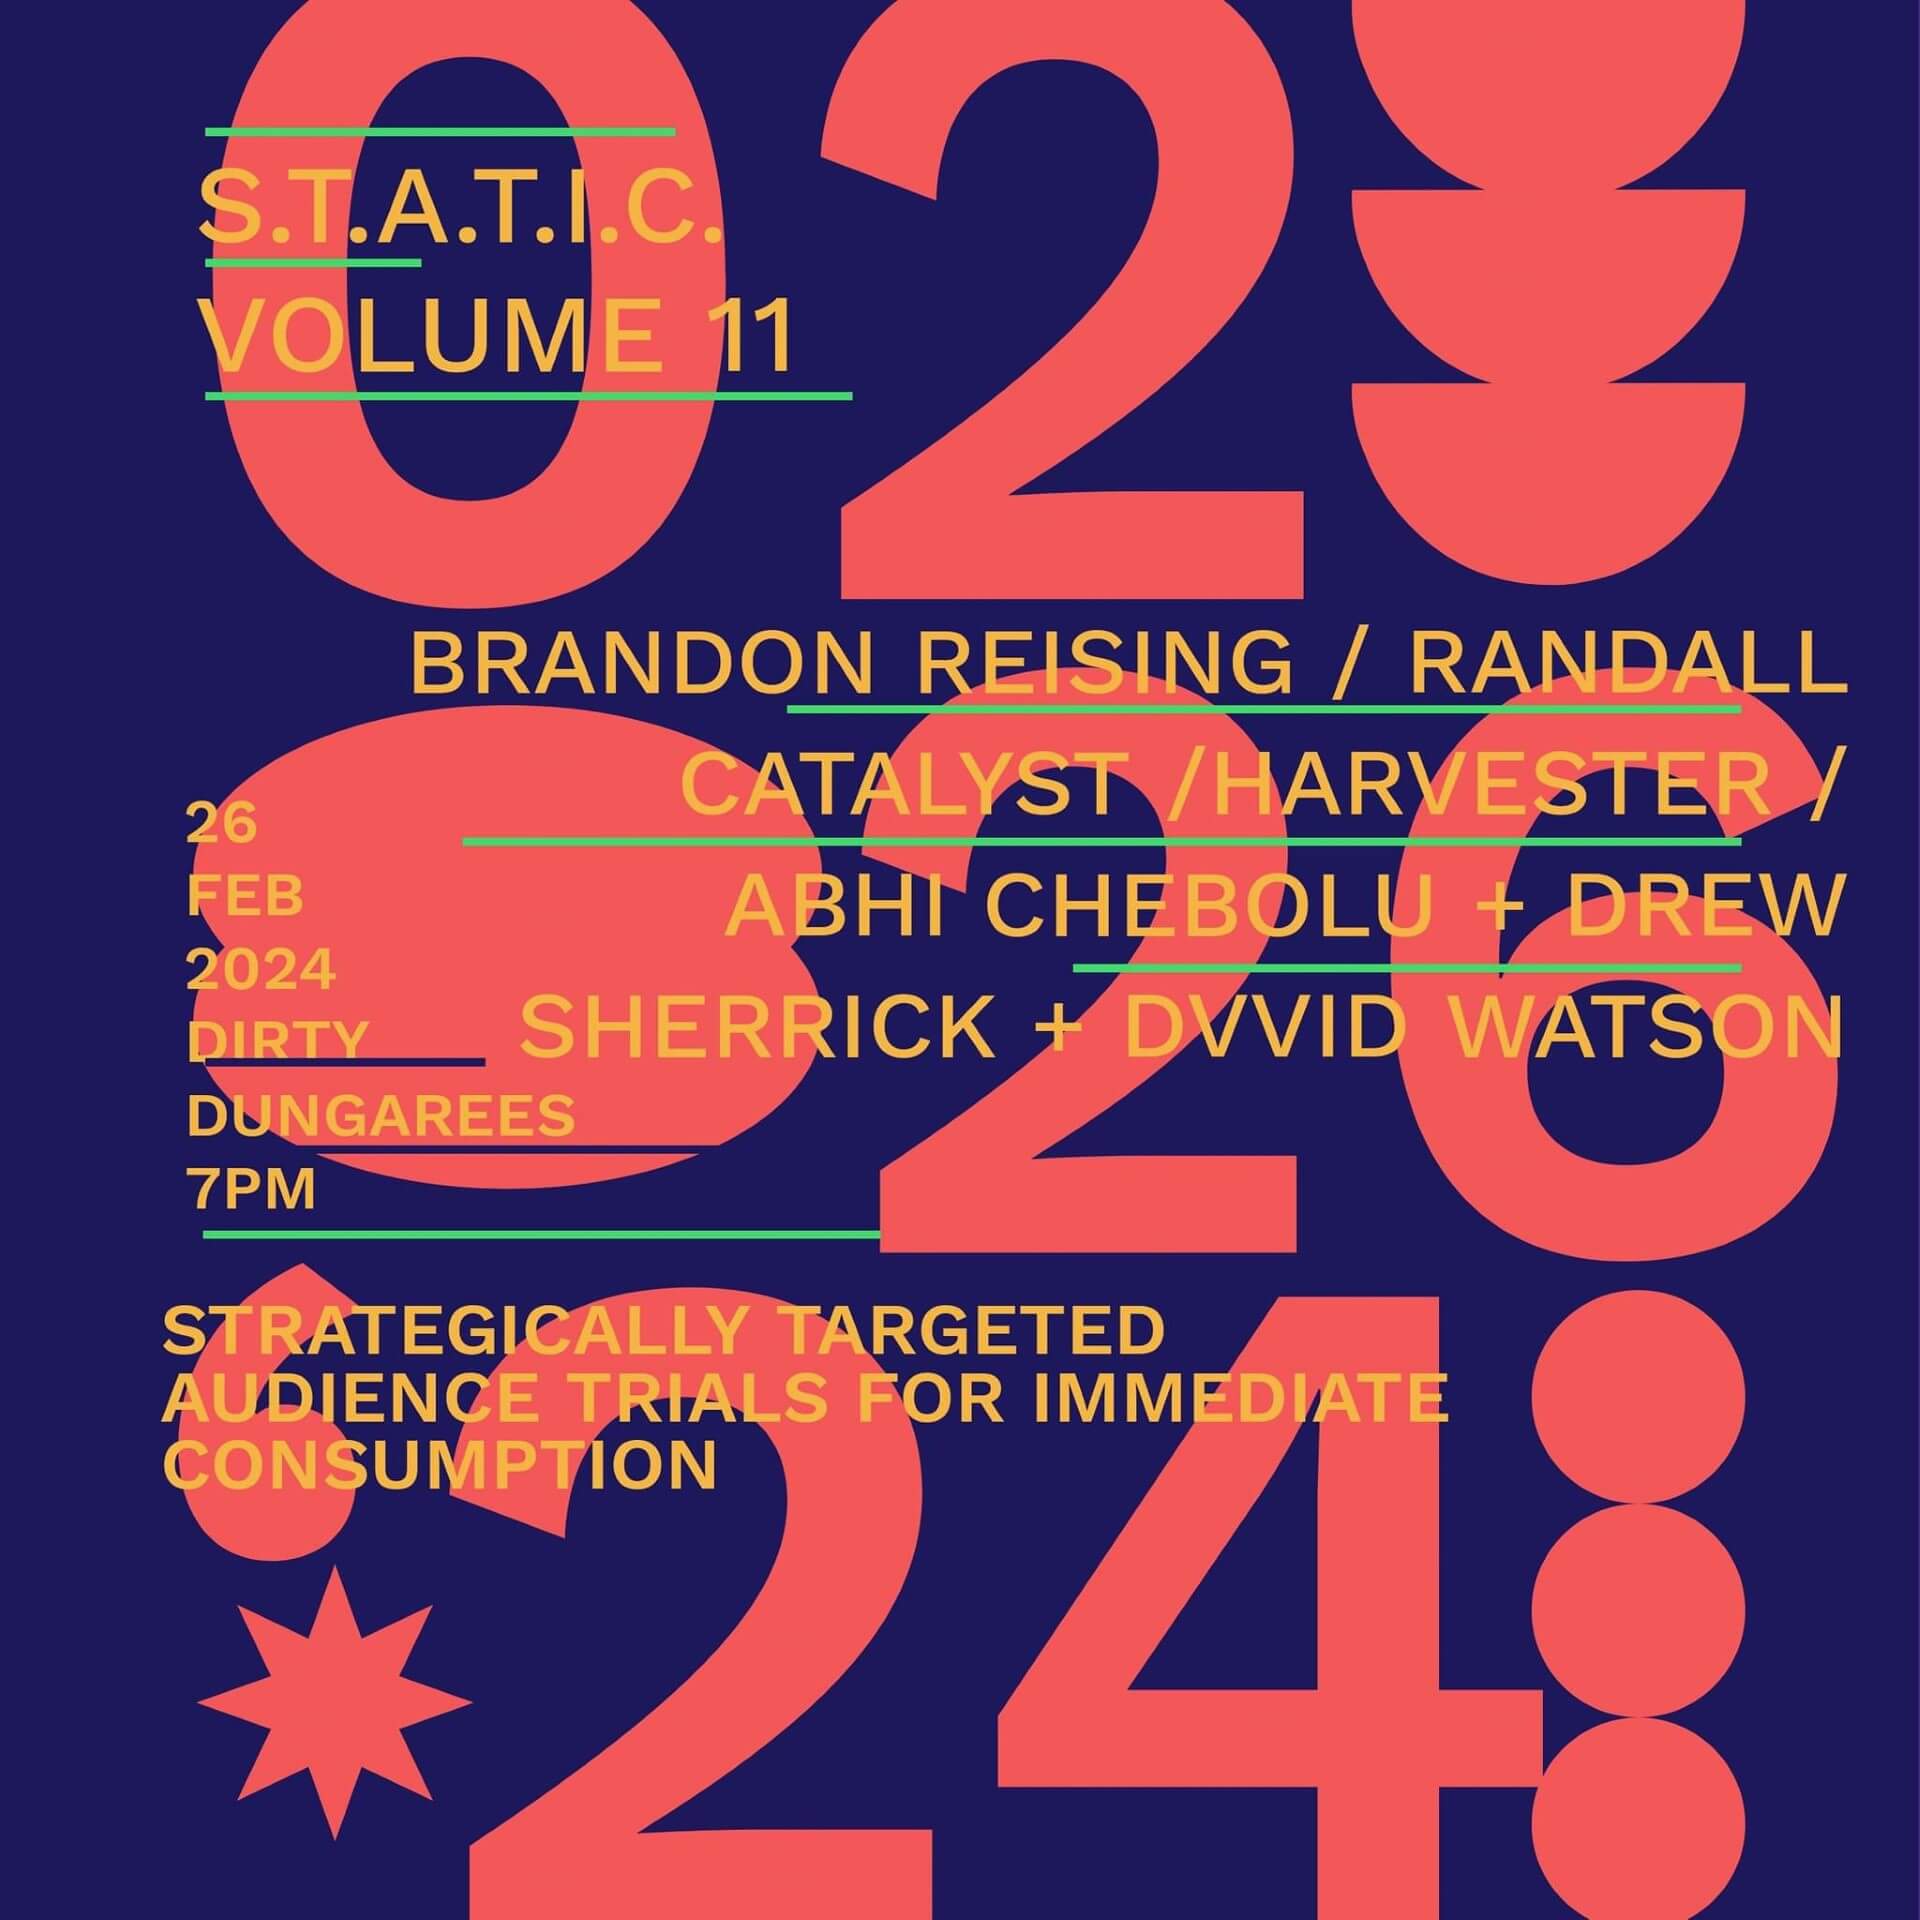 02
S.T.A.T.I.C.
VOLUME 11
BRANDON REISING / RANDALL
CATALYST /HARVESTER /
ABHI CHEBOLU + DREW
SHERRICK + DVVID WATSON
26
FEB
2024
DIRTY
DUNGAREES
7PM
26
STRATEGICALLY TARGETED
AUDIENCE TRIALS FOR IMMEDIATE
CONSUMPTION
24